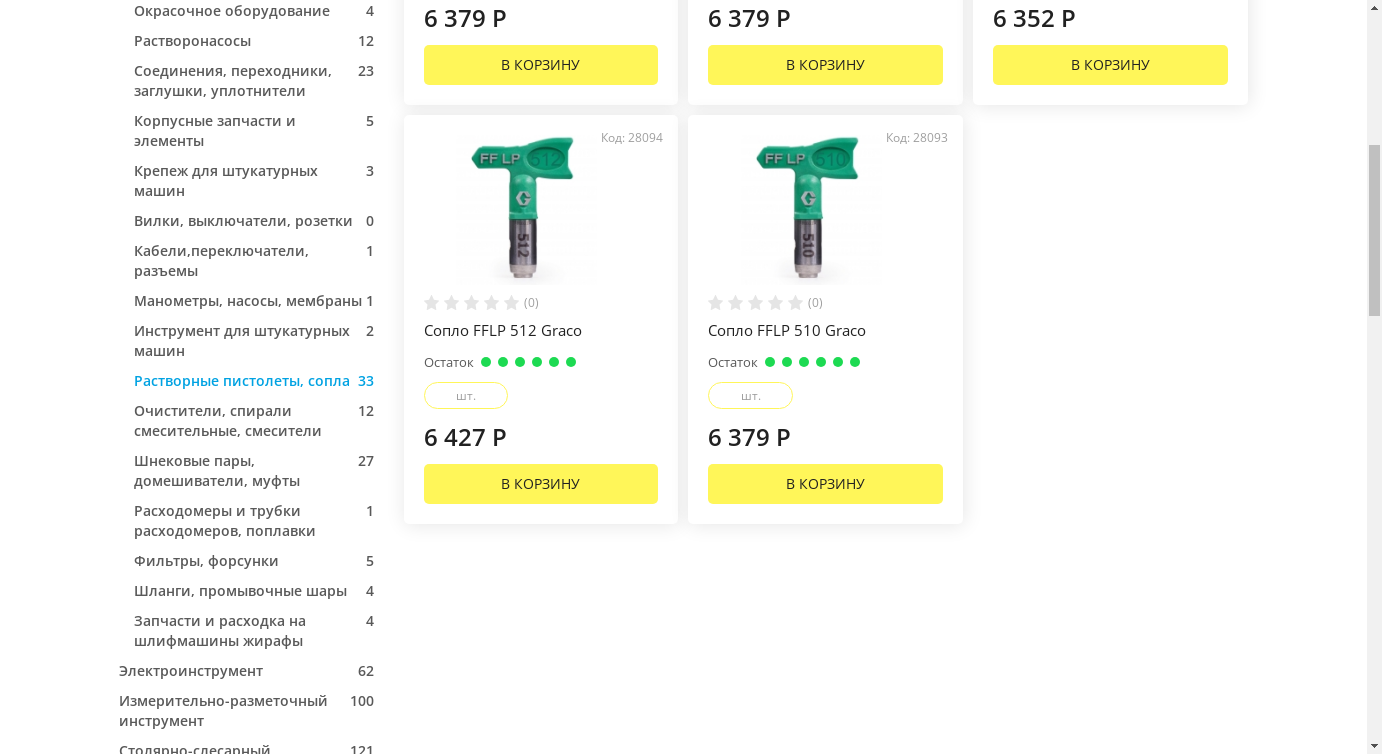 Окрасочное оборудование 4
Растворонасосы 12
Соединения, переходники, 23
заглушки, уплотнители
Корпусные запчасти и 5
элементы
Крепеж для штукатурных 3
машин
Вилки, выключатели, розетки 0
Кабели,переключатели, 1
разъемы
Манометры, насосы, мембраны 1
Инструмент для штукатурных 2
машин
Растворные пистолеты, сопла 33
Очистители, спирали 12
смесительные, смесители
Шнековые пары, 27
домешиватели, муфты
Расходомеры и трубки 1
расходомеров, поплавки
Фильтры, форсунки 5
Шланги, промывочные шары 4
Запчасти и расходка на 4
шлифмашины жирафы
Электроинструмент 62
Измерительно-разметочный 100
инструмент
Столярно-слесарный 121
6 379 Р
В КОРЗИНУ
6 379 Р
В КОРЗИНУ
6 352 Р
В КОРЗИНУ
Код: 28094
FF LP 512
512
(0)
Сопло FFLP 512 Graco
Остаток
шт.
6 427 Р
В КОРЗИНУ
Код: 28093
FF LP 510
510
(0)
Сопло FFLP 510 Graco
Остаток
шт.
6 379 Р
В КОРЗИНУ